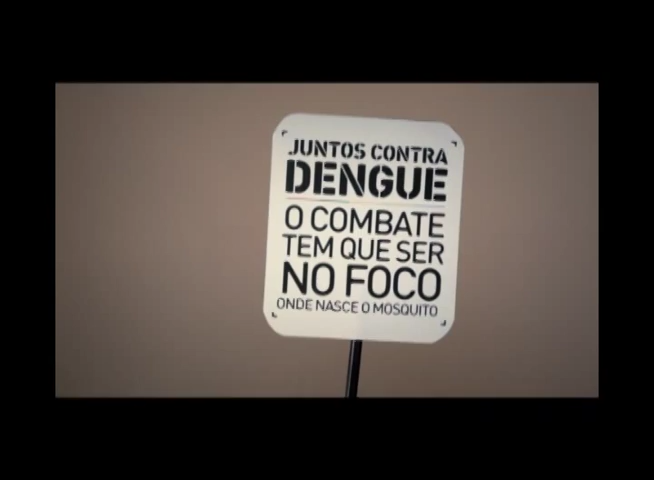 JUNTOS CONTRA
DENGUE
O COMBATE
TEM QUE SER
NO FOCO
ONDE NASCE O MOSQUITO